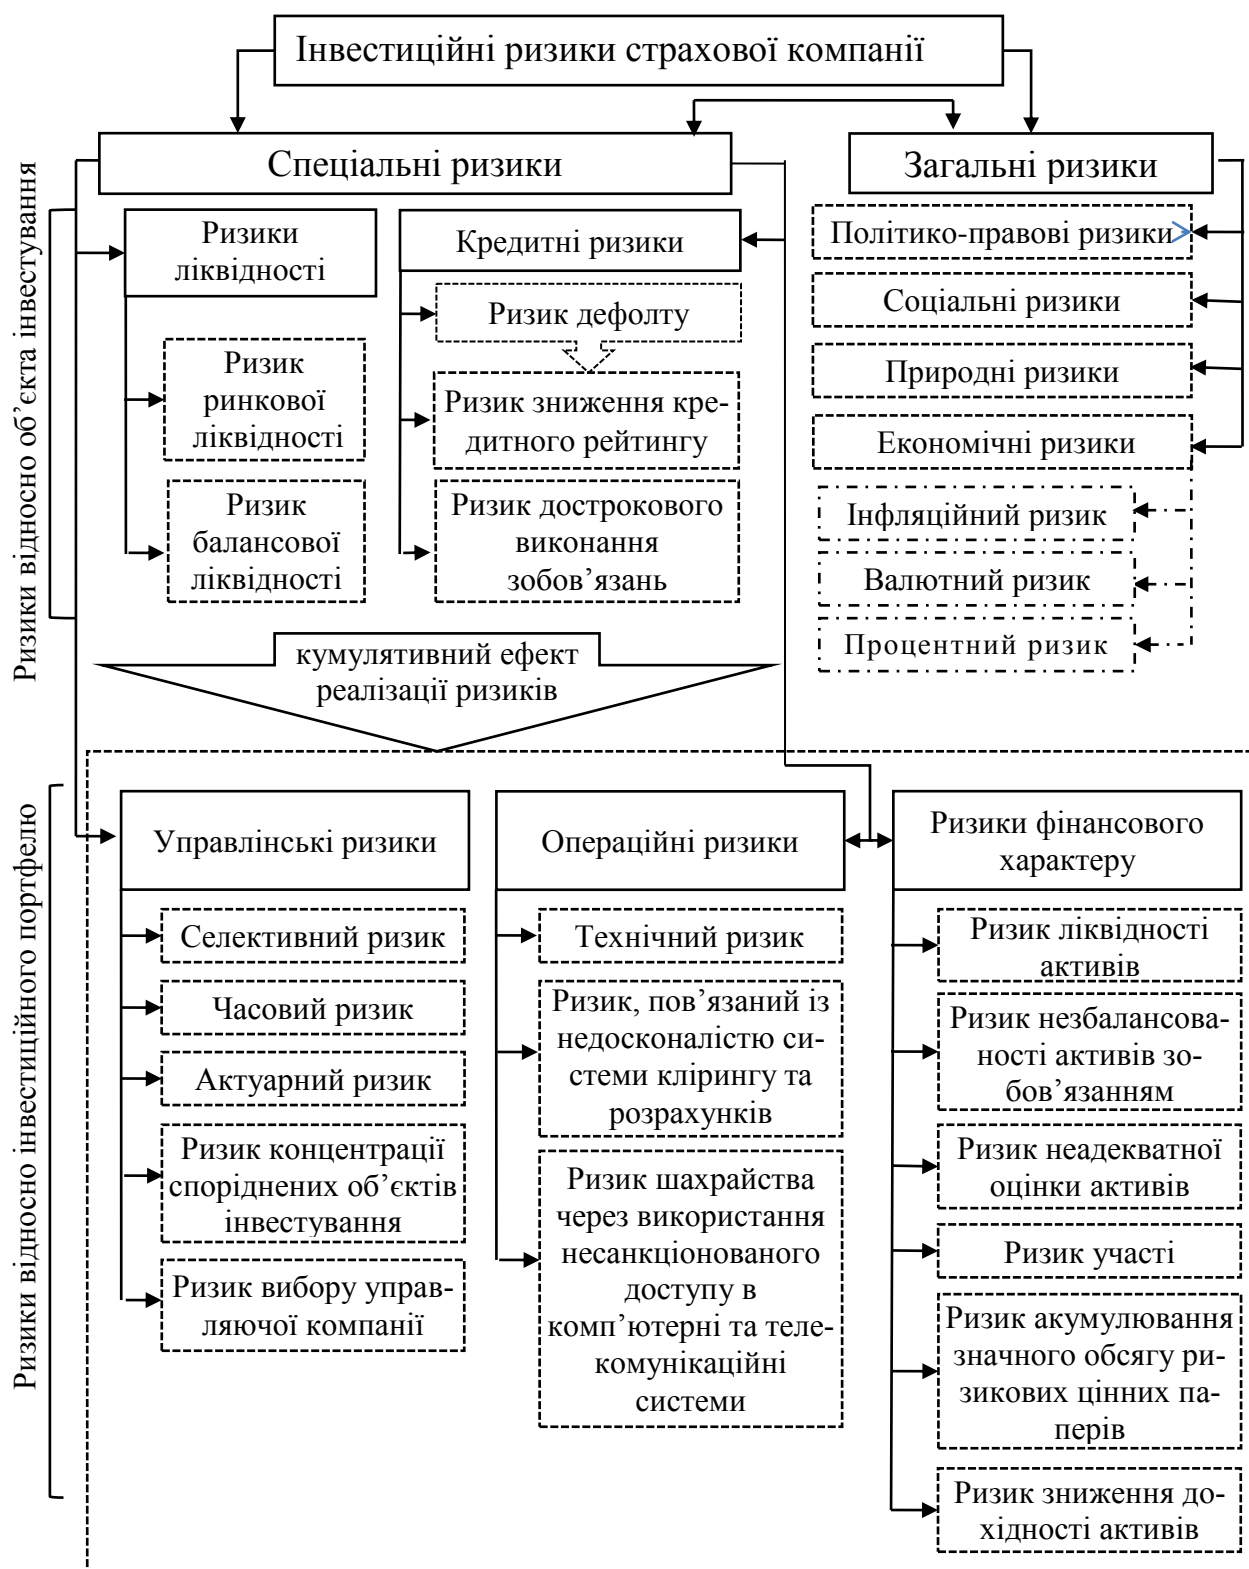 Інвестиційні ризики страхової компанії
Спеціальні ризики
Загальні ризики
Ризики відносно об’єкта інвестування
Ризики
ліквідності
Ризик
ринкової
ліквідності
Ризик
балансової
ліквідності
Кредитні ризики
Ризик дефолту
Ризик зниження кре-
дитного рейтингу
Ризик дострокового
виконання
зобов’язань
Політико-правові ризики
Соціальні ризики
Природні ризики
Економічні ризики
Інфляційний ризик
Валютний ризик
Процентний ризик
кумулятивний ефект
реалізації ризиків
Ризики відносно інвестиційного портфелю
Управлінські ризики
Селективний ризик
Часовий ризик
Актуарний ризик
Ризик концентрації
споріднених об’єктів
інвестування
Ризик вибору управ-
ляючої компанії
Операційні ризики
Технічний ризик
Ризик, пов’язаний із
недосконалістю си-
стеми клірингу та
розрахунків
Ризик шахрайства
через використання
несанкціонованого
доступу в
комп’ютерні та теле-
комунікаційні
системи
Ризики фінансового
характеру
Ризик ліквідності
активів
Ризик незбалансова-
ності активів зо-
бов’язанням
Ризик неадекватної
оцінки активів
Ризик участі
Ризик акумулювання
значного обсягу ри-
зикових цінних па-
перів
Ризик зниження до-
хідності активів